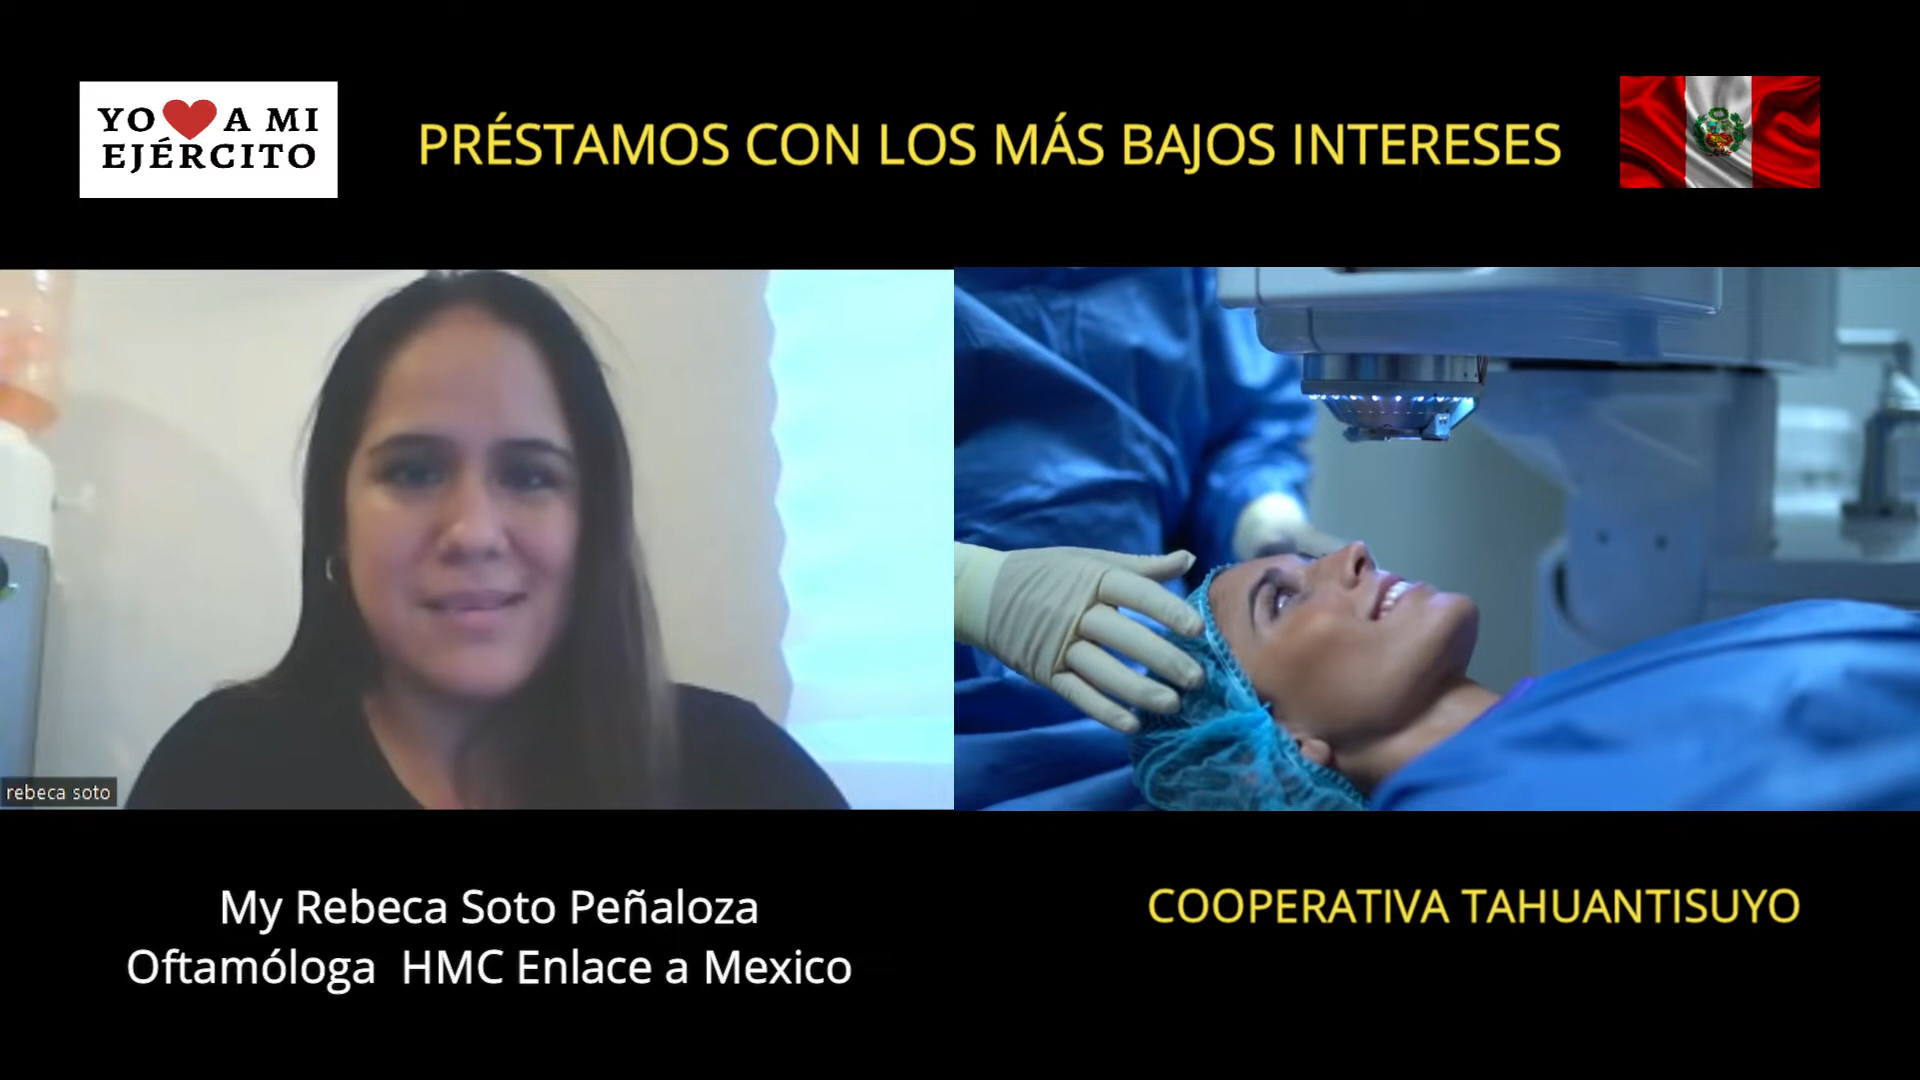 YO A MI
EJÉRCITO
PRÉSTAMOS CON LOS MÁS BAJOS INTERESES
rebeca soto
My Rebeca Soto Peñaloza
Oftamóloga HMC Enlace a Mexico
COOPERATIVA TAHUANTISUYO